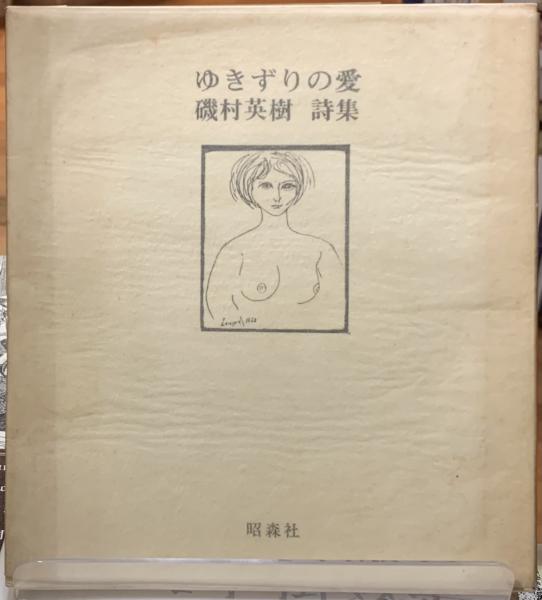 ゆきずりの愛
磯村英樹 詩集
昭森社